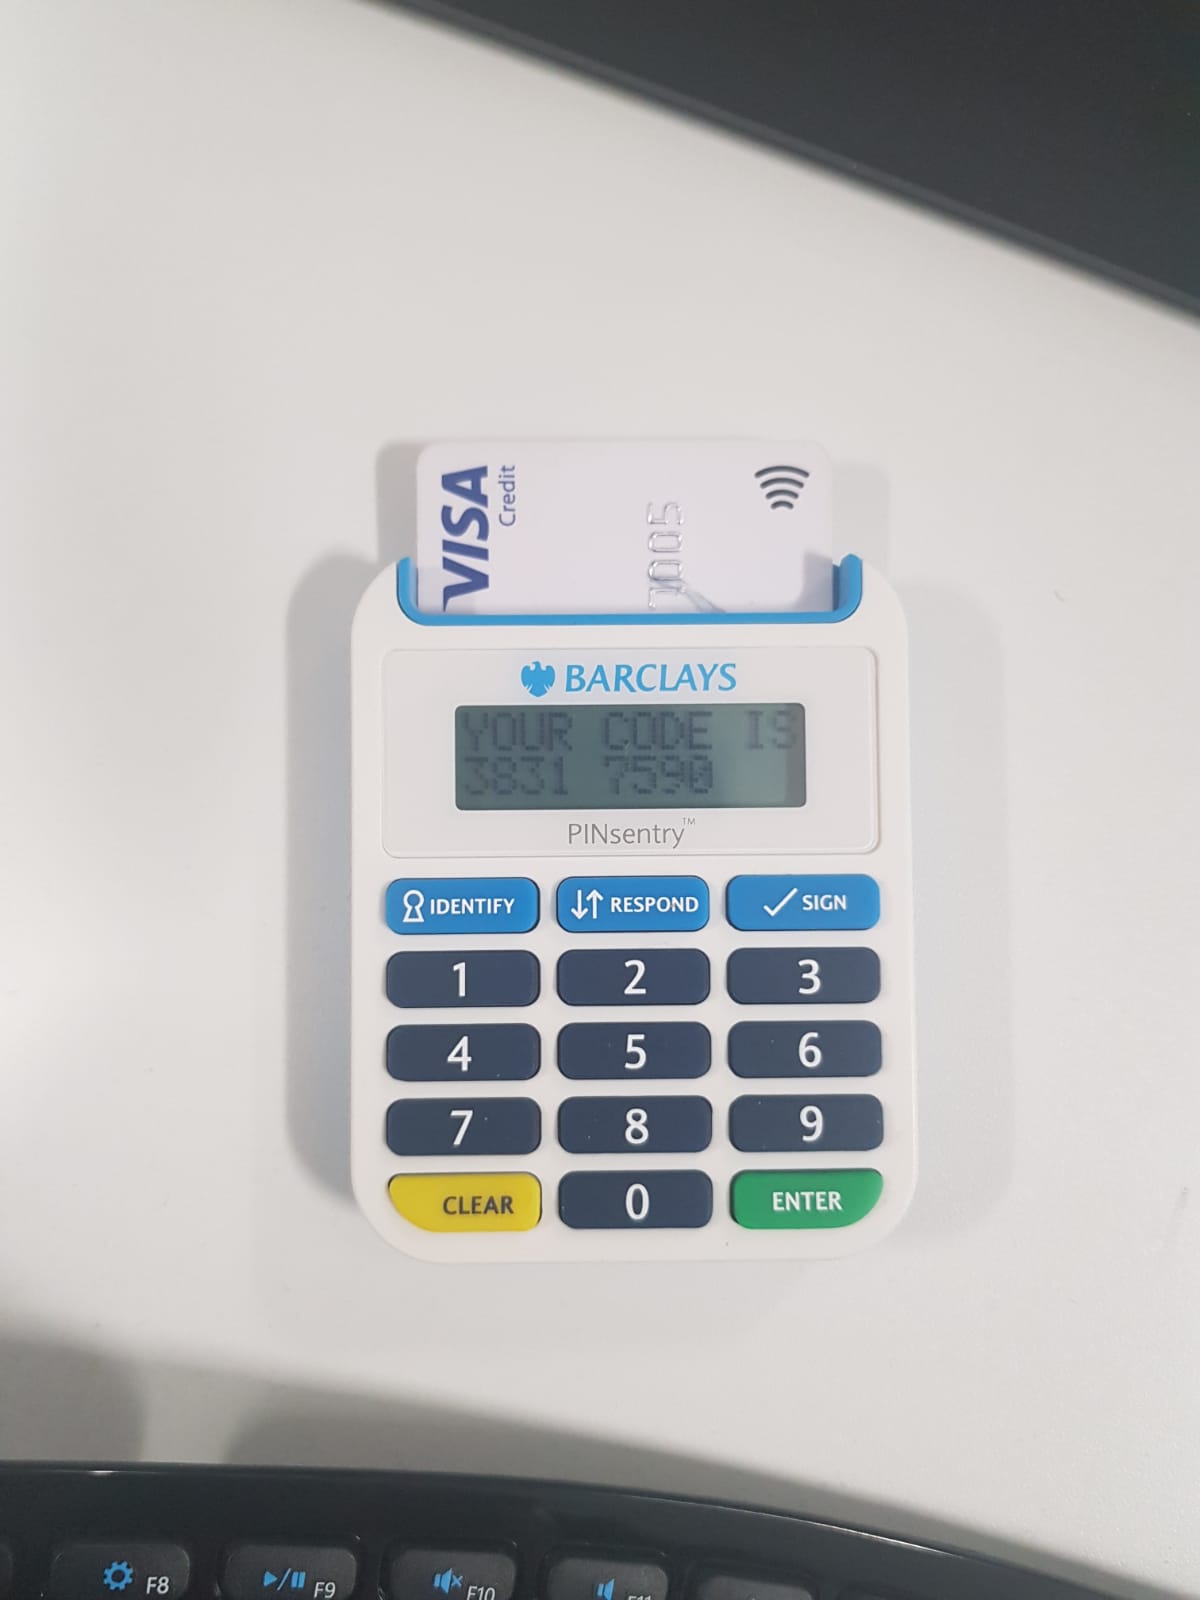 VISA
Credit
7005
BARCLAYS
YOUR CODE IS
3831 7590
PINsentry™
IDENTIFY
RESPOND
SIGN
1 2 3
4 5 6
7 8 9
CLEAR 0 ENTER
F8 F9 F10 F11